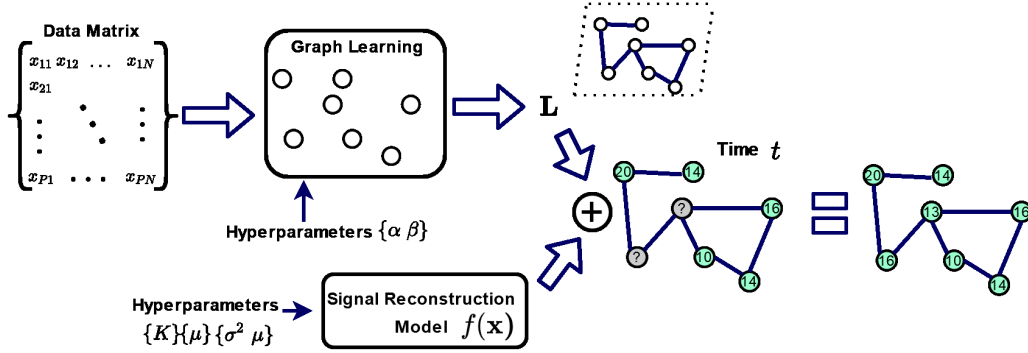 Data Matrix
x₁₁ x₁₂ ... x₁N
x₂₁
xP₁ ... xPN
Graph Learning
Hyperparameters {α β}
L
Time t
20
14
?
16
?
10
14
20
14
13
16
16
10
14
Hyperparameters
{K}{μ}{σ² μ}
Signal Reconstruction
Model f(x)